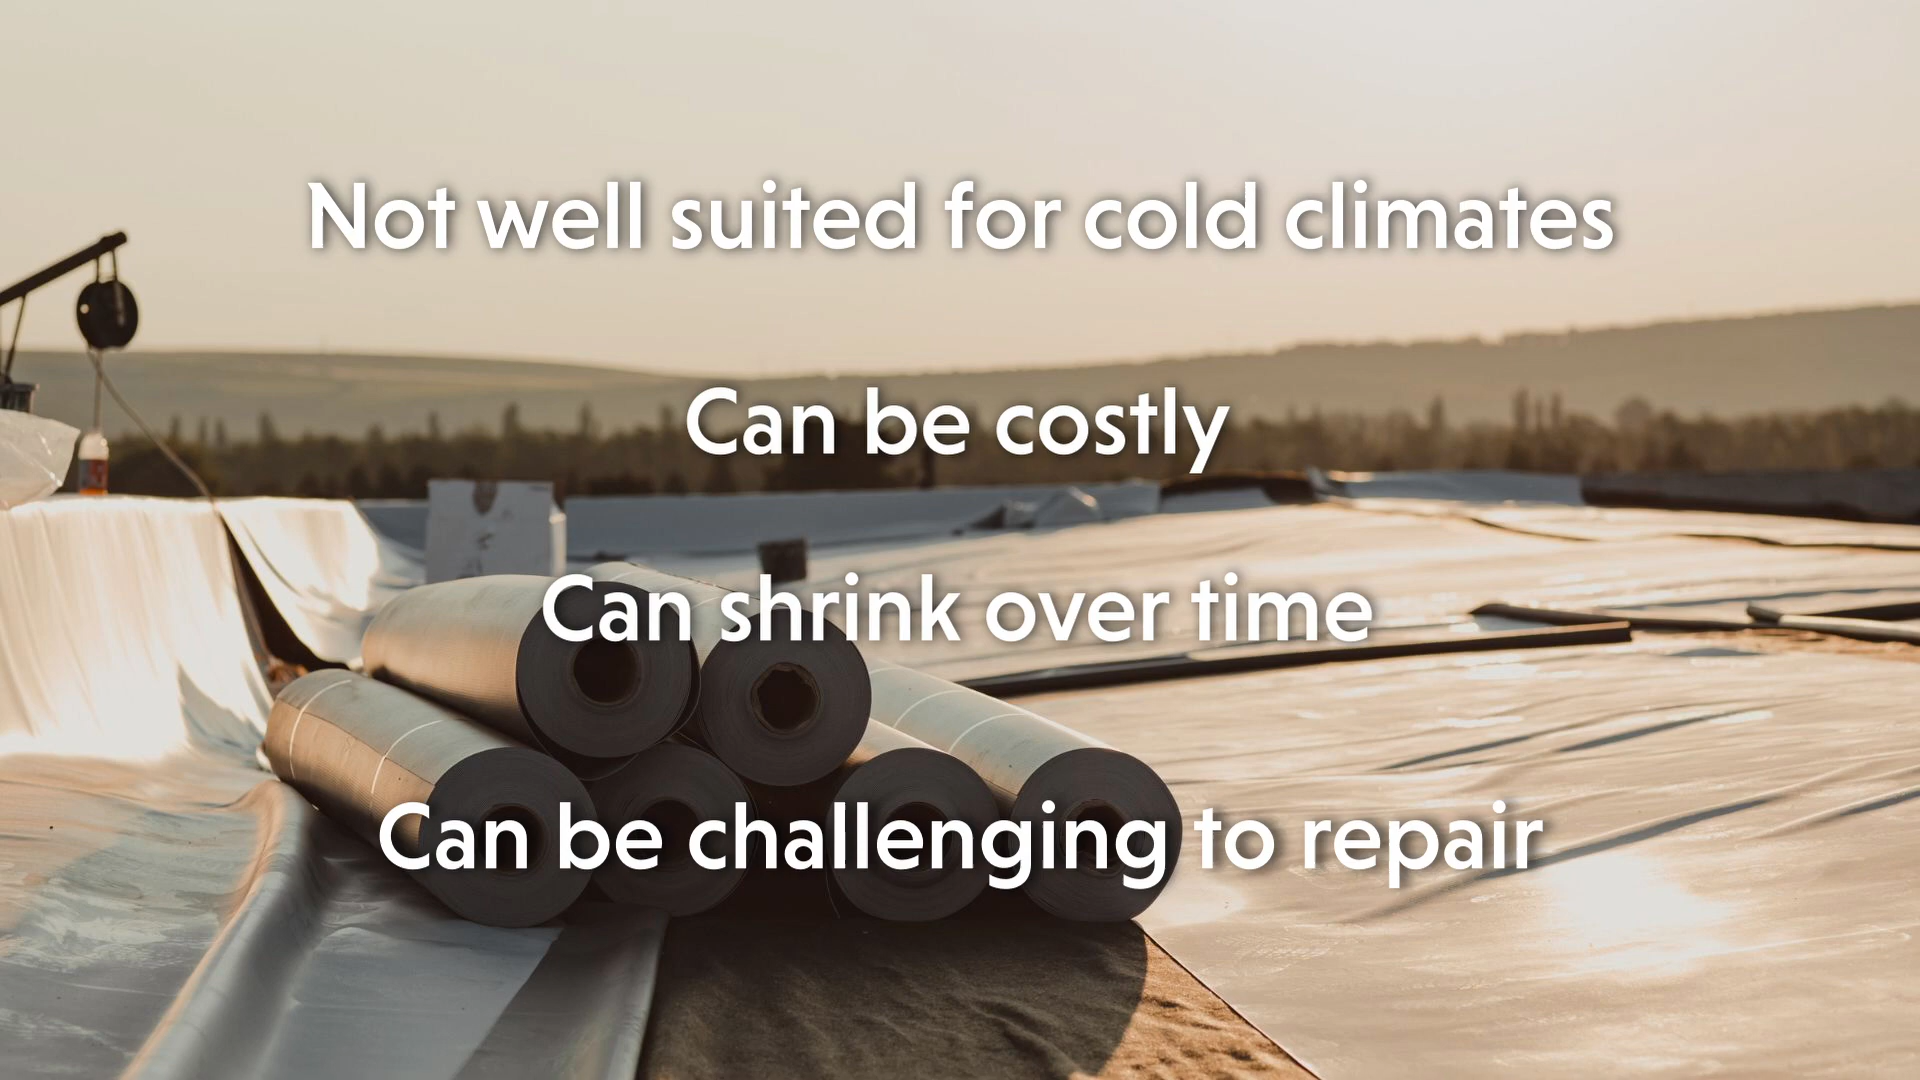 Not well suited for cold climates
Can be costly
Can shrink over time
Can be challenging to repair